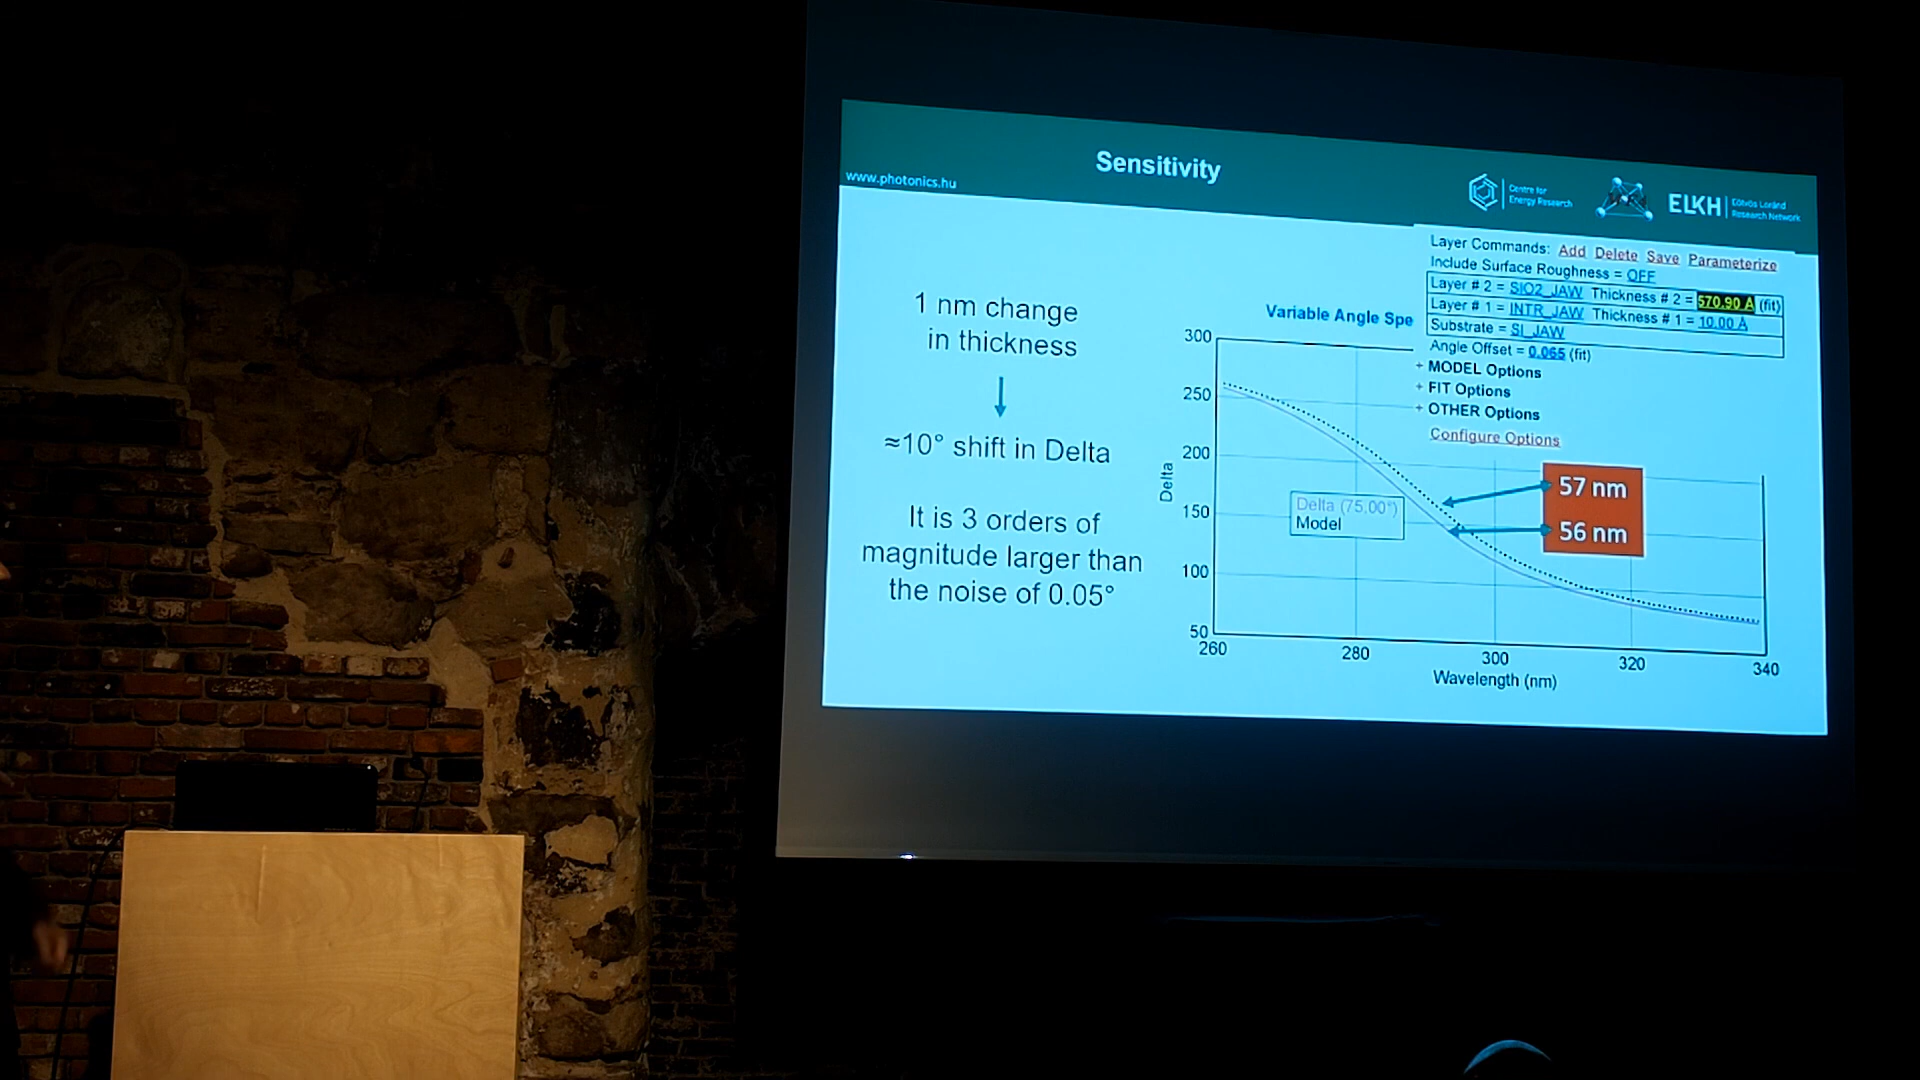 Sensitivity
www.photonics.hu
Centre for
Energy Research
ELKH
Eötvös Loránd
Research Network
1 nm change
in thickness
≈10° shift in Delta
It is 3 orders of
magnitude larger than
the noise of 0.05°
Layer Commands: Add Delete Save Parameterize
Include Surface Roughness = OFF
Layer # 2 = SIO2_JAW Thickness # 2 = 570.90 Å (fit)
Layer # 1 = INTR_JAW Thickness # 1 = 10.00 Å
Substrate = SI_JAW
Angle Offset = 0.065 (fit)
+ MODEL Options
+ FIT Options
+ OTHER Options
Configure Options
Variable Angle Spe
300
250
200
150
100
50
Delta
Delta (75.00°)
Model
57 nm
56 nm
260
280
300
320
340
Wavelength (nm)